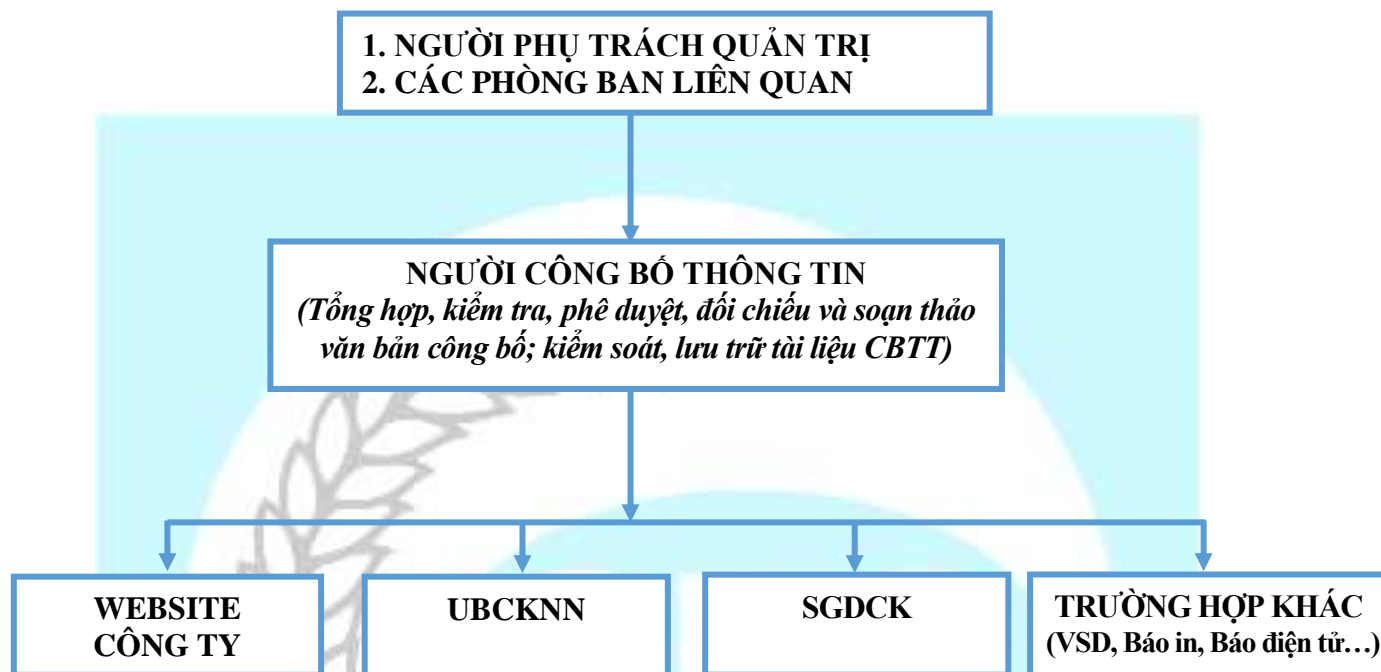 1. NGƯỜI PHỤ TRÁCH QUẢN TRỊ
2. CÁC PHÒNG BAN LIÊN QUAN
NGƯỜI CÔNG BỐ THÔNG TIN
(Tổng hợp, kiểm tra, phê duyệt, đối chiếu và soạn thảo
văn bản công bố; kiểm soát, lưu trữ tài liệu CBTT)
WEBSITE
CÔNG TY
UBCKNN
SGDCK
TRƯỜNG HỢP KHÁC
(VSD, Báo in, Báo điện tử…)